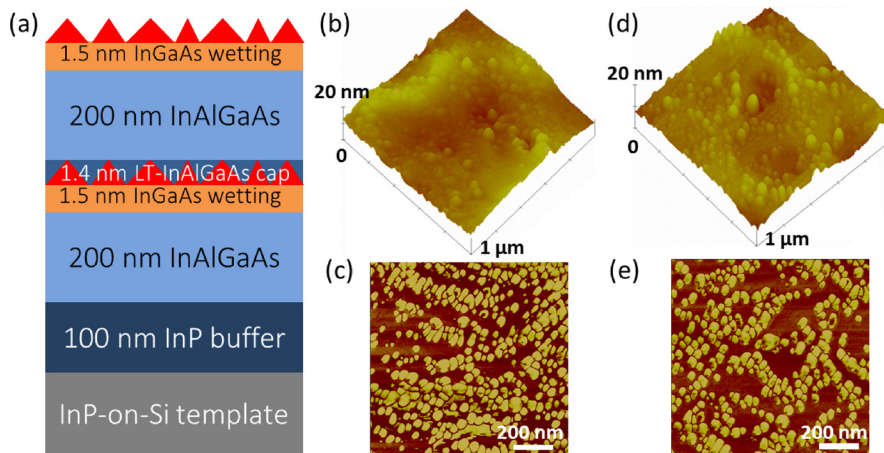 (a)
1.5 nm InGaAs wetting
200 nm InAlGaAs
1.4 nm LT-InAlGaAs cap
1.5 nm InGaAs wetting
200 nm InAlGaAs
100 nm InP buffer
InP-on-Si template
(b)
20 nm
0
1 μm
(c)
200 nm
(d)
20 nm
0
1 μm
(e)
200 nm